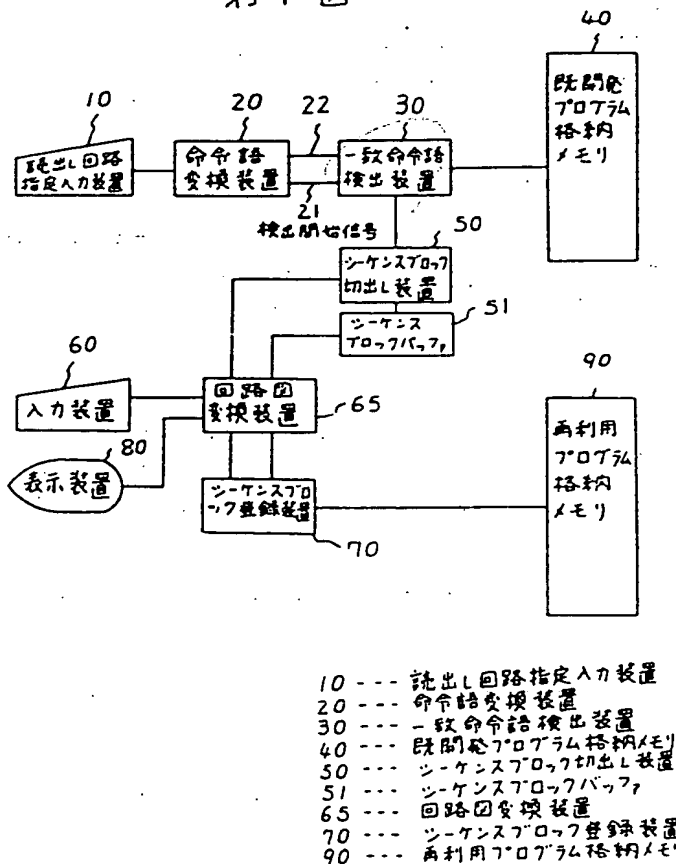 第1図
40
既開発
プログラム
格納
メモリ
10
20
22
30
読出し回路
指定入力装置
命令語
変換装置
一致命令語
検出装置
21
検出開始信号
50
シーケンスブロック
切出し装置
51
シーケンス
ブロックバッファ
60
入力装置
回路図
変換装置
65
90
再利用
プログラム
格納
メモリ
80
表示装置
シーケンスブロ
ック登録装置
70
10 --- 読出し回路指定入力装置
20 --- 命令語変換装置
30 --- 一致命令語検出装置
40 --- 既開発プログラム格納メモリ
50 --- シーケンスブロック切出し装置
51 --- シーケンスブロックバッファ
65 --- 回路図変換装置
70 --- シーケンスブロック登録装置
90 --- 再利用プログラム格納メモリ